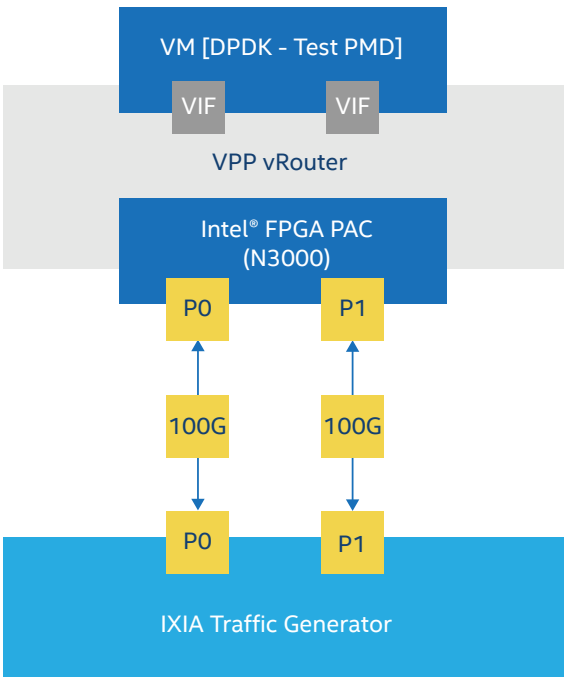 VM [DPDK - Test PMD]
VIF VIF
VPP vRouter
Intel® FPGA PAC
(N3000)
P0 P1
100G 100G
P0 P1
IXIA Traffic Generator